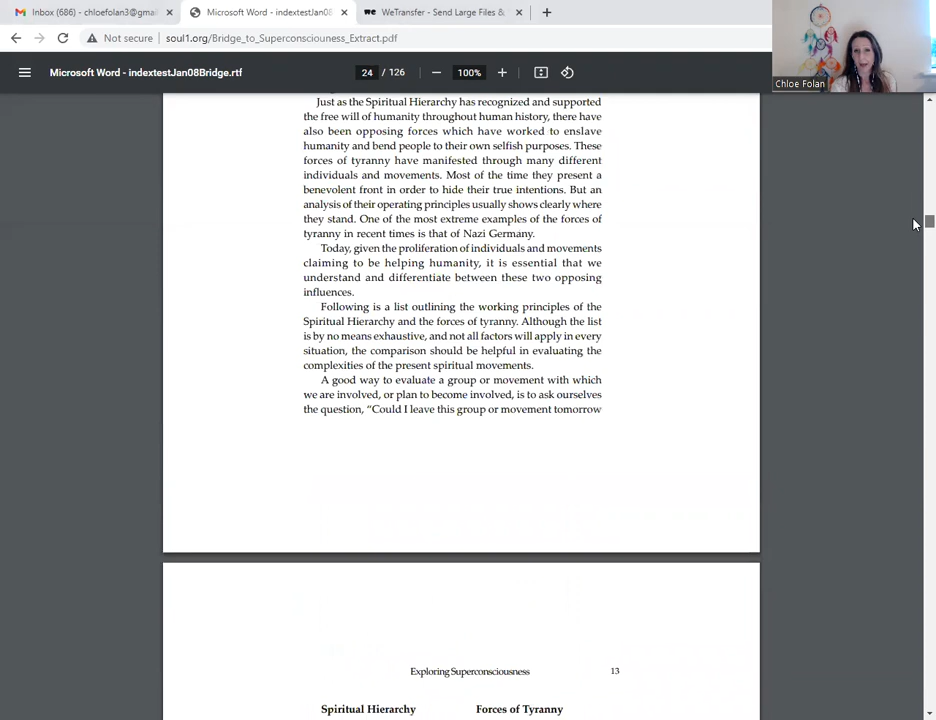 Inbox (686) - chloefolan3@gmai
Microsoft Word - indextestJan08
WeTransfer - Send Large Files &
Not secure
soul1.org/Bridge_to_Superconsciouness_Extract.pdf
Microsoft Word - indextestJan08Bridge.rtf
24 / 126
100%
Chloe Folan
Just as the Spiritual Hierarchy has recognized and supported
the free will of humanity throughout human history, there have
also been opposing forces which have worked to enslave
humanity and bend people to their own selfish purposes. These
forces of tyranny have manifested through many different
individuals and movements. Most of the time they present a
benevolent front in order to hide their true intentions. But an
analysis of their operating principles usually shows clearly where
they stand. One of the most extreme examples of the forces of
tyranny in recent times is that of Nazi Germany.
Today, given the proliferation of individuals and movements
claiming to be helping humanity, it is essential that we
understand and differentiate between these two opposing
influences.
Following is a list outlining the working principles of the
Spiritual Hierarchy and the forces of tyranny. Although the list
is by no means exhaustive, and not all factors will apply in every
situation, the comparison should be helpful in evaluating the
complexities of the present spiritual movements.
A good way to evaluate a group or movement with which
we are involved, or plan to become involved, is to ask ourselves
the question, “Could I leave this group or movement tomorrow
Exploring Superconsciousness 13
Spiritual Hierarchy Forces of Tyranny